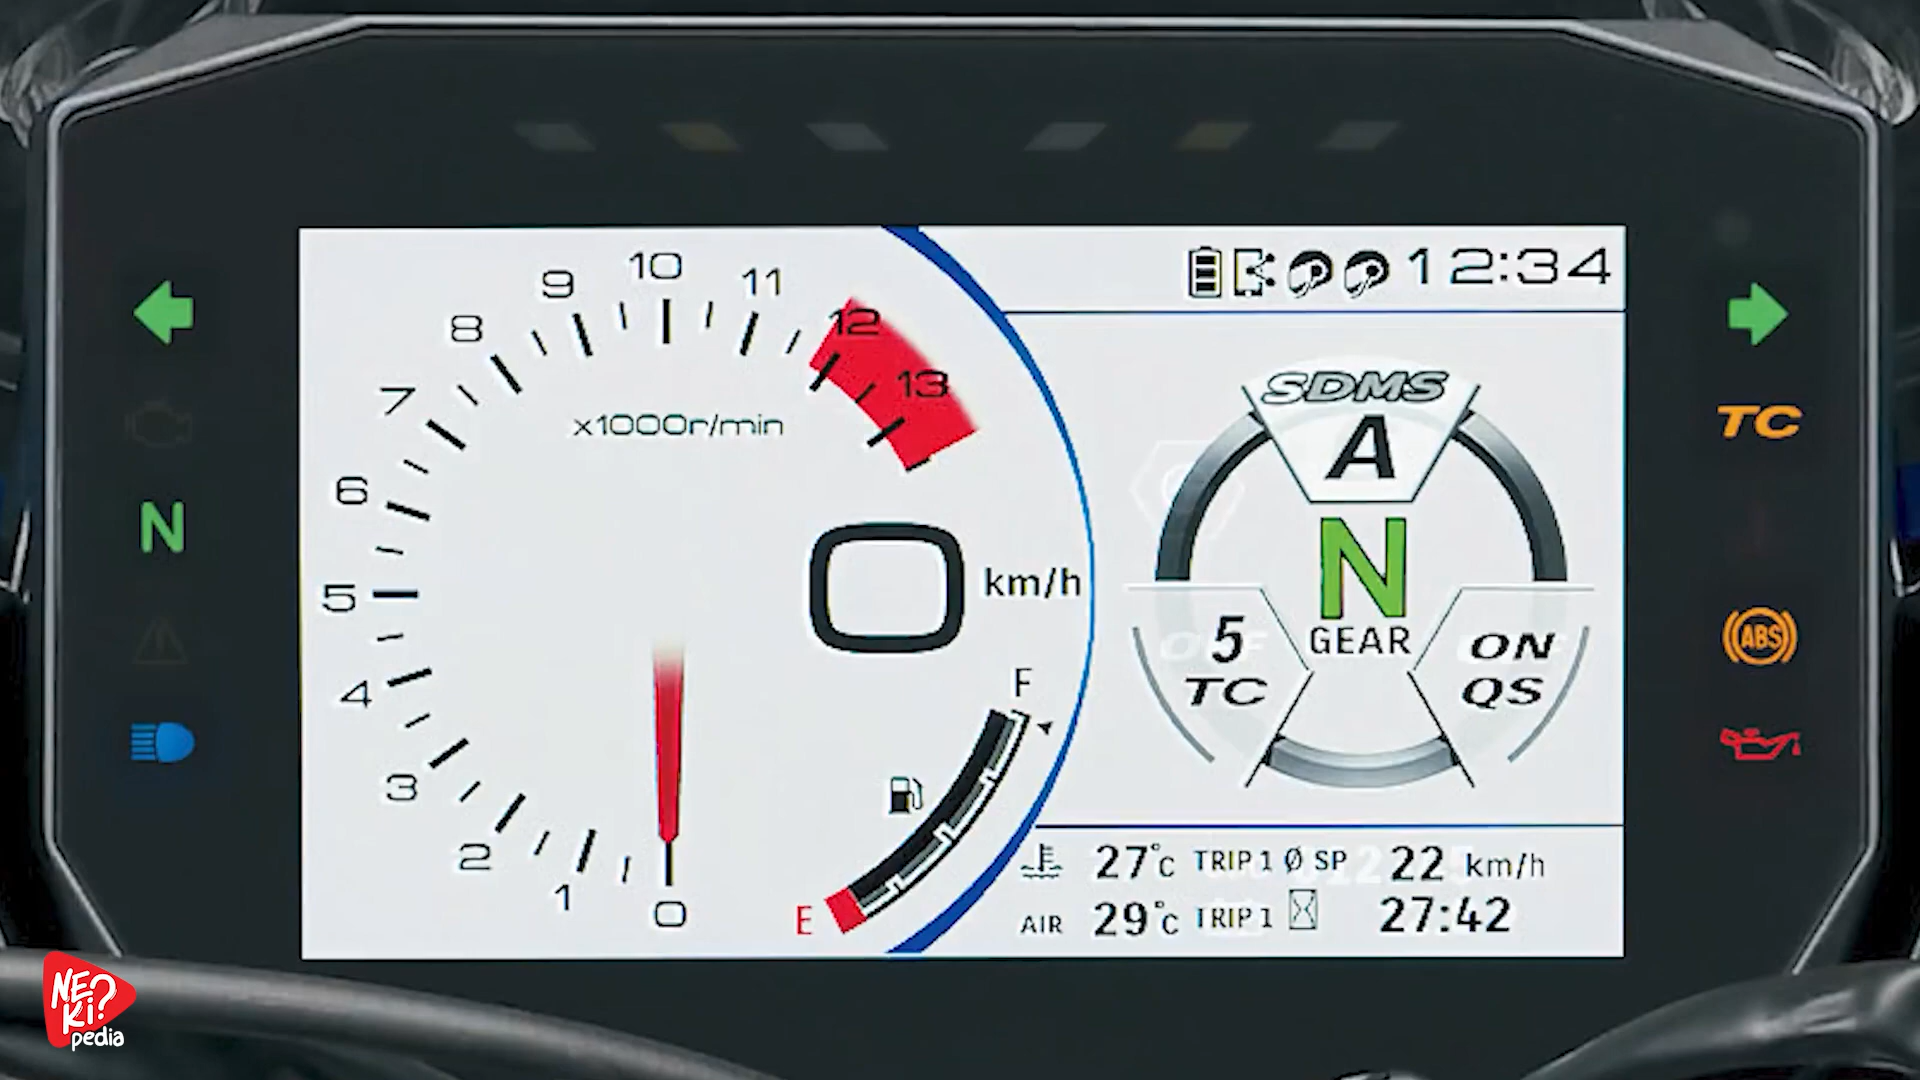 12:34
10
9
11
8
12
7
13
x1000r/min
6
5
4
3
2
1
0
0 km/h
F
E
SDMS
A
N
GEAR
5
TC
ON
QS
27°C TRIP 1 Ø SP 22 km/h
AIR 29°C TRIP 1 27:42
N
TC
ABS
NE
Ki?
pedia